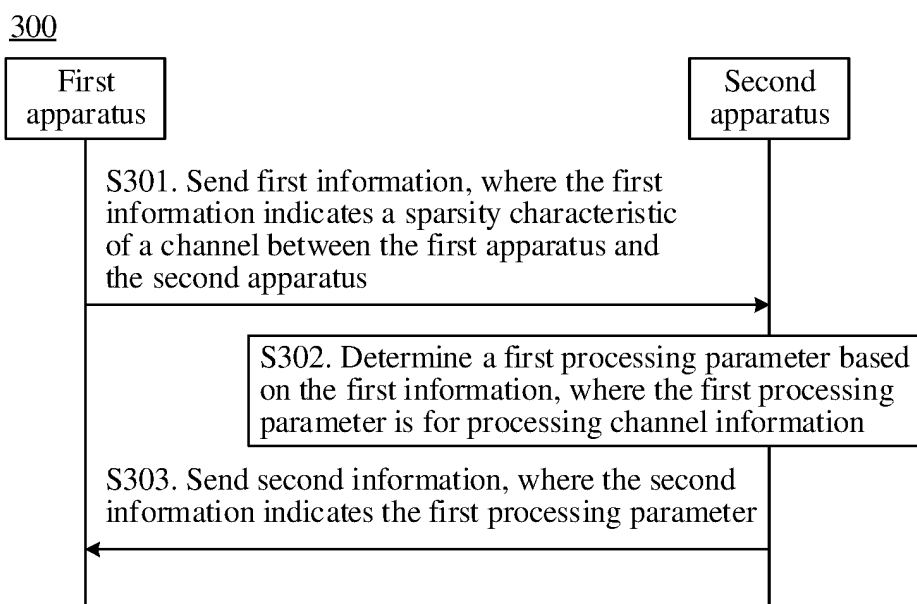 300
First
apparatus
Second
apparatus
S301. Send first information, where the first
information indicates a sparsity characteristic
of a channel between the first apparatus and
the second apparatus
S302. Determine a first processing parameter based
on the first information, where the first processing
parameter is for processing channel information
S303. Send second information, where the second
information indicates the first processing parameter